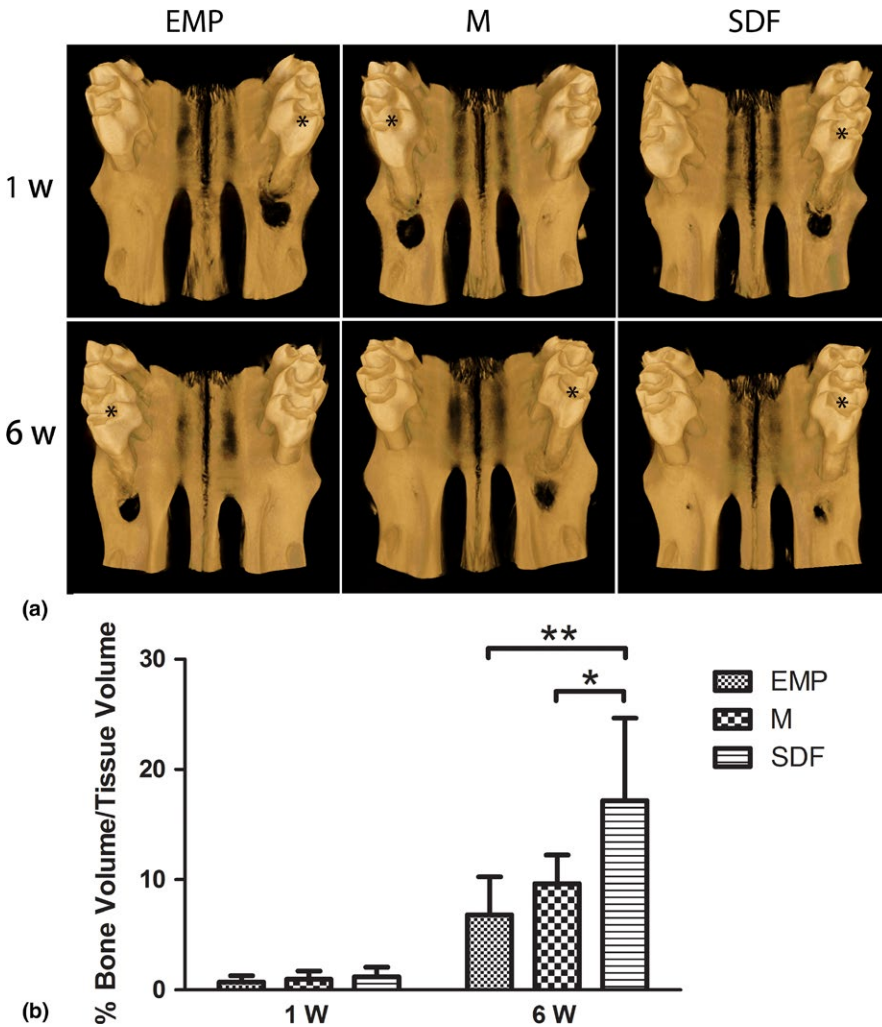 EMP M SDF
1 w
* * *
6 w
* * *
(a)
% Bone Volume/Tissue Volume
30
20
10
0
**
*
EMP
M
SDF
1 W 6 W
(b)